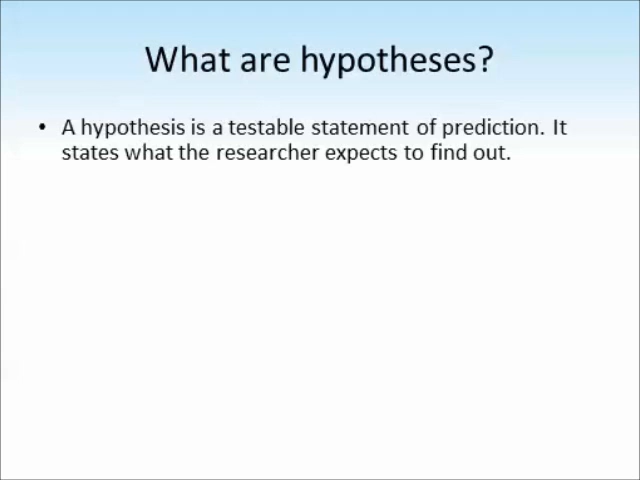 What are hypotheses?
• A hypothesis is a testable statement of prediction. It
states what the researcher expects to find out.